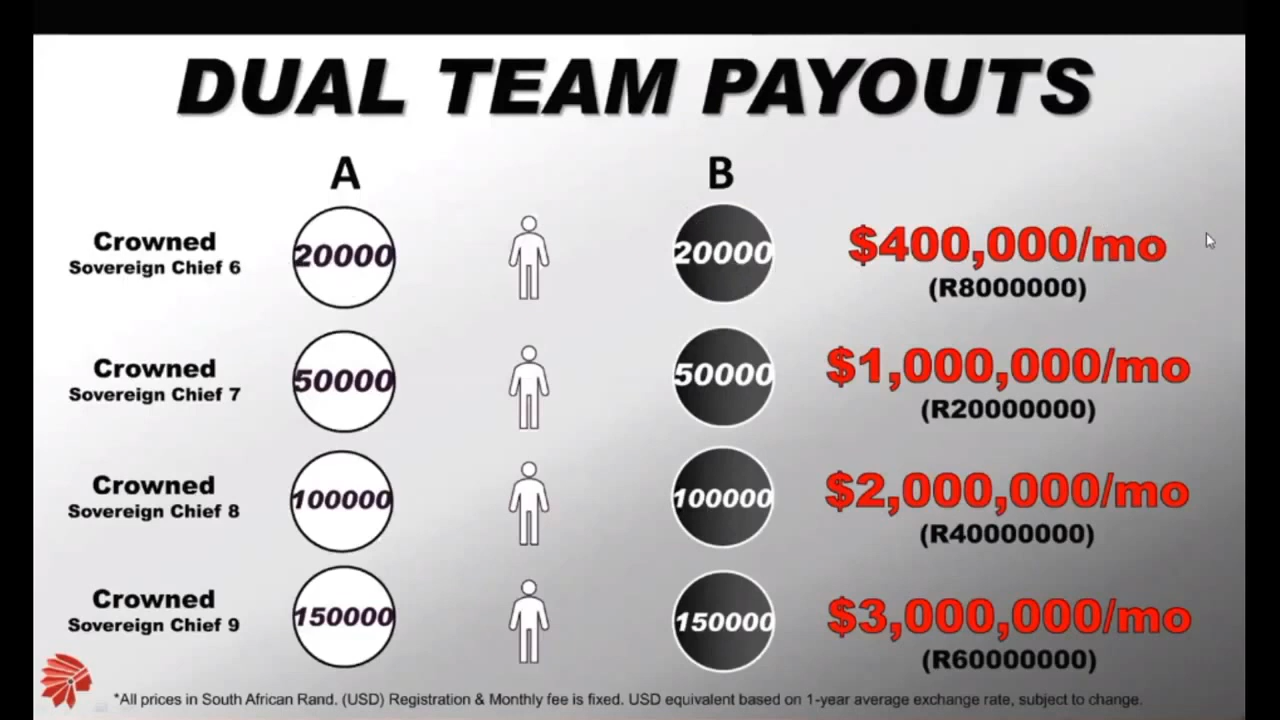 DUAL TEAM PAYOUTS
A B
Crowned
Sovereign Chief 6
20000
20000
$400,000/mo
(R8000000)
Crowned
Sovereign Chief 7
50000
50000
$1,000,000/mo
(R20000000)
Crowned
Sovereign Chief 8
100000
100000
$2,000,000/mo
(R40000000)
Crowned
Sovereign Chief 9
150000
150000
$3,000,000/mo
(R60000000)
*All prices in South African Rand. (USD) Registration & Monthly fee is fixed. USD equivalent based on 1-year average exchange rate, subject to change.